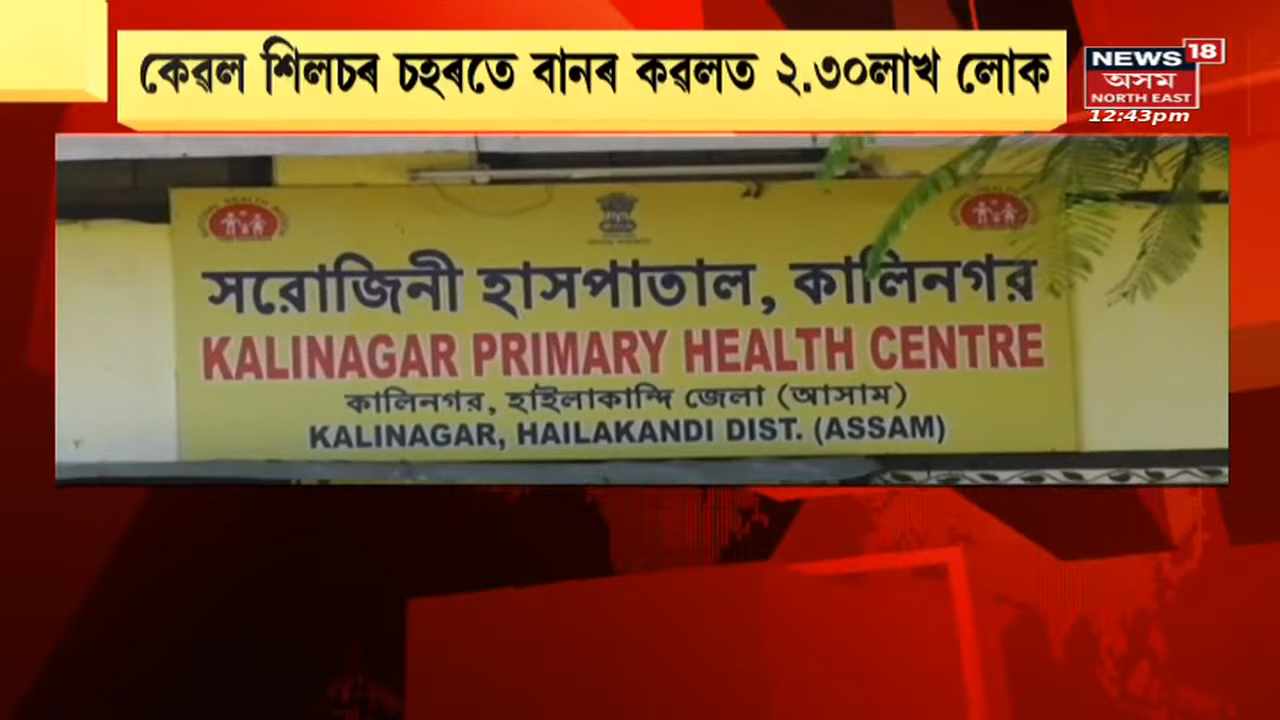 কেৱল শিলচৰ চহৰতে বানৰ কৱলত ২.৩০লাখ লোক
NEWS 18
অসম
NORTH EAST
12:43pm
সরোজিনী হাসপাতাল, কালিনগর
KALINAGAR PRIMARY HEALTH CENTRE
কালিনগর, হাইলাকান্দি জেলা (আসাম)
KALINAGAR, HAILAKANDI DIST. (ASSAM)